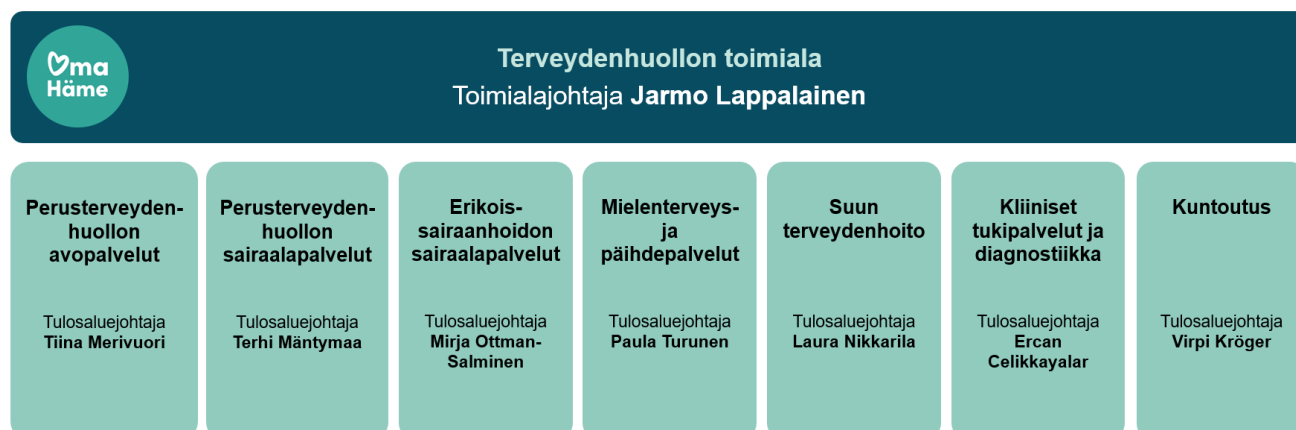 Oma
Häme
Terveydenhuollon toimiala
Toimialajohtaja Jarmo Lappalainen
Perusterveyden-
huollon
avopalvelut
Tulosaluejohtaja
Tiina Merivuori
Perusterveyden-
huollon
sairaalapalvelut
Tulosaluejohtaja
Terhi Mäntymaa
Erikois-
sairaanhoidon
sairaalapalvelut
Tulosaluejohtaja
Mirja Ottman-
Salminen
Mielenterveys-
ja
päihdepalvelut
Tulosaluejohtaja
Paula Turunen
Suun
terveydenhoito
Tulosaluejohtaja
Laura Nikkarila
Kliiniset
tukipalvelut ja
diagnostiikka
Tulosaluejohtaja
Ercan
Celikkayalar
Kuntoutus
Tulosaluejohtaja
Virpi Kröger